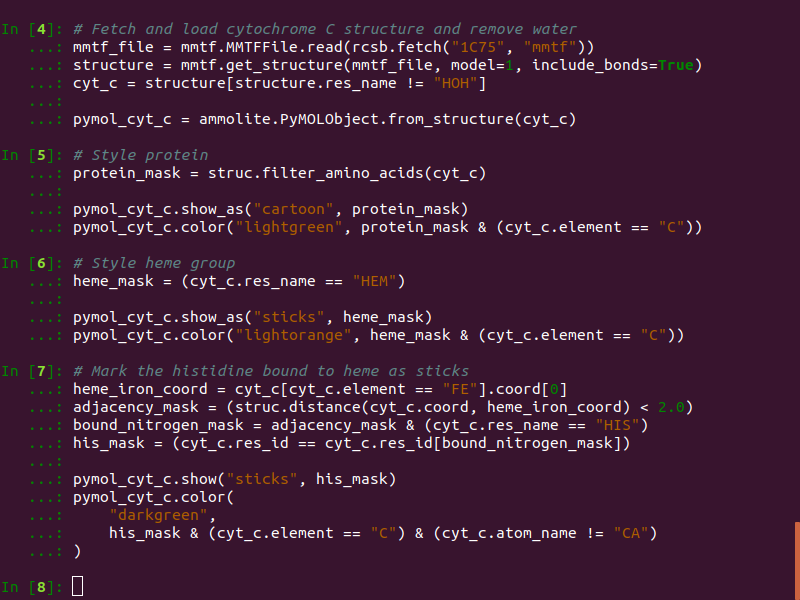 In [4]: # Fetch and load cytochrome C structure and remove water
   ...: mmtf_file = mmtf.MMTFFile.read(rcsb.fetch("1C75", "mmtf"))
   ...: structure = mmtf.get_structure(mmtf_file, model=1, include_bonds=True)
   ...: cyt_c = structure[structure.res_name != "HOH"]
   ...:
   ...: pymol_cyt_c = ammolite.PyMOLObject.from_structure(cyt_c)

In [5]: # Style protein
   ...: protein_mask = struc.filter_amino_acids(cyt_c)
   ...:
   ...: pymol_cyt_c.show_as("cartoon", protein_mask)
   ...: pymol_cyt_c.color("lightgreen", protein_mask & (cyt_c.element == "C"))

In [6]: # Style heme group
   ...: heme_mask = (cyt_c.res_name == "HEM")
   ...:
   ...: pymol_cyt_c.show_as("sticks", heme_mask)
   ...: pymol_cyt_c.color("lightorange", heme_mask & (cyt_c.element == "C"))

In [7]: # Mark the histidine bound to heme as sticks
   ...: heme_iron_coord = cyt_c[cyt_c.element == "FE"].coord[0]
   ...: adjacency_mask = (struc.distance(cyt_c.coord, heme_iron_coord) < 2.0)
   ...: bound_nitrogen_mask = adjacency_mask & (cyt_c.res_name == "HIS")
   ...: his_mask = (cyt_c.res_id == cyt_c.res_id[bound_nitrogen_mask])
   ...:
   ...: pymol_cyt_c.show("sticks", his_mask)
   ...: pymol_cyt_c.color(
   ...:     "darkgreen",
   ...:     his_mask & (cyt_c.element == "C") & (cyt_c.atom_name != "CA")
   ...: )

In [8]: